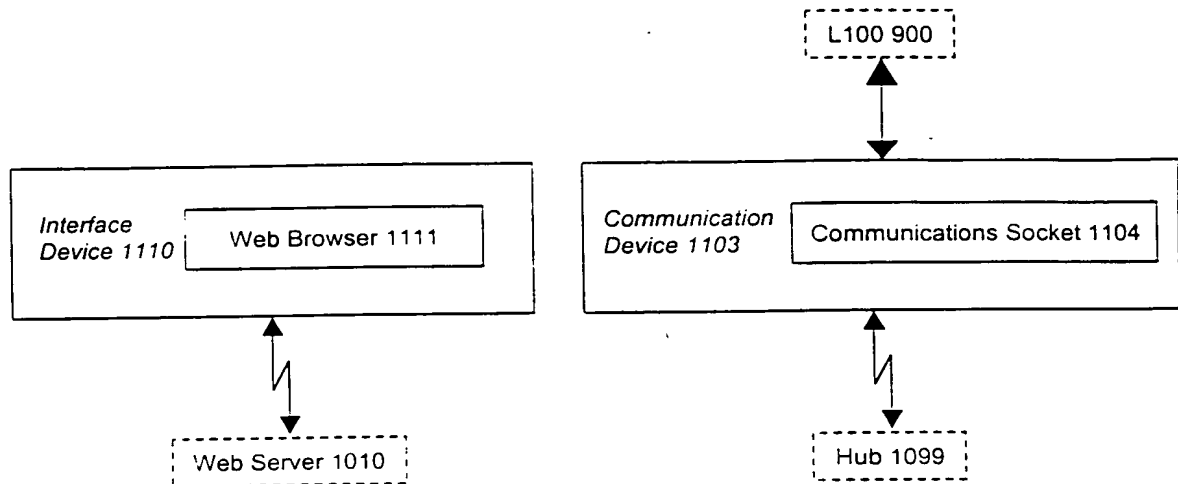 L100 900
Interface
Device 1110
Web Browser 1111
Communication
Device 1103
Communications Socket 1104
Web Server 1010
Hub 1099